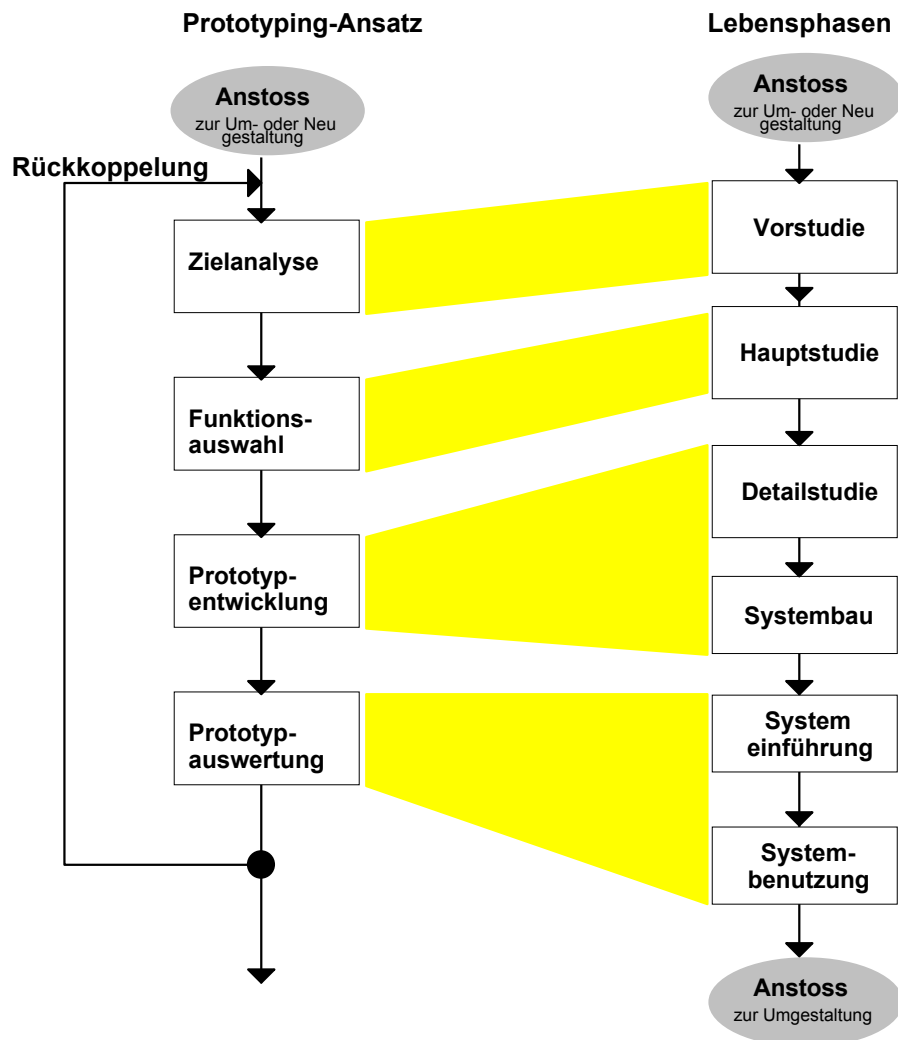 Prototyping-Ansatz
Anstoss
zur Um- oder Neu
gestaltung
Rückkoppelung
Zielanalyse
Funktions-
auswahl
Prototyp-
entwicklung
Prototyp-
auswertung
Lebensphasen
Anstoss
zur Um- oder Neu
gestaltung
Vorstudie
Hauptstudie
Detailstudie
Systembau
System
einführung
System-
benutzung
Anstoss
zur Umgestaltung